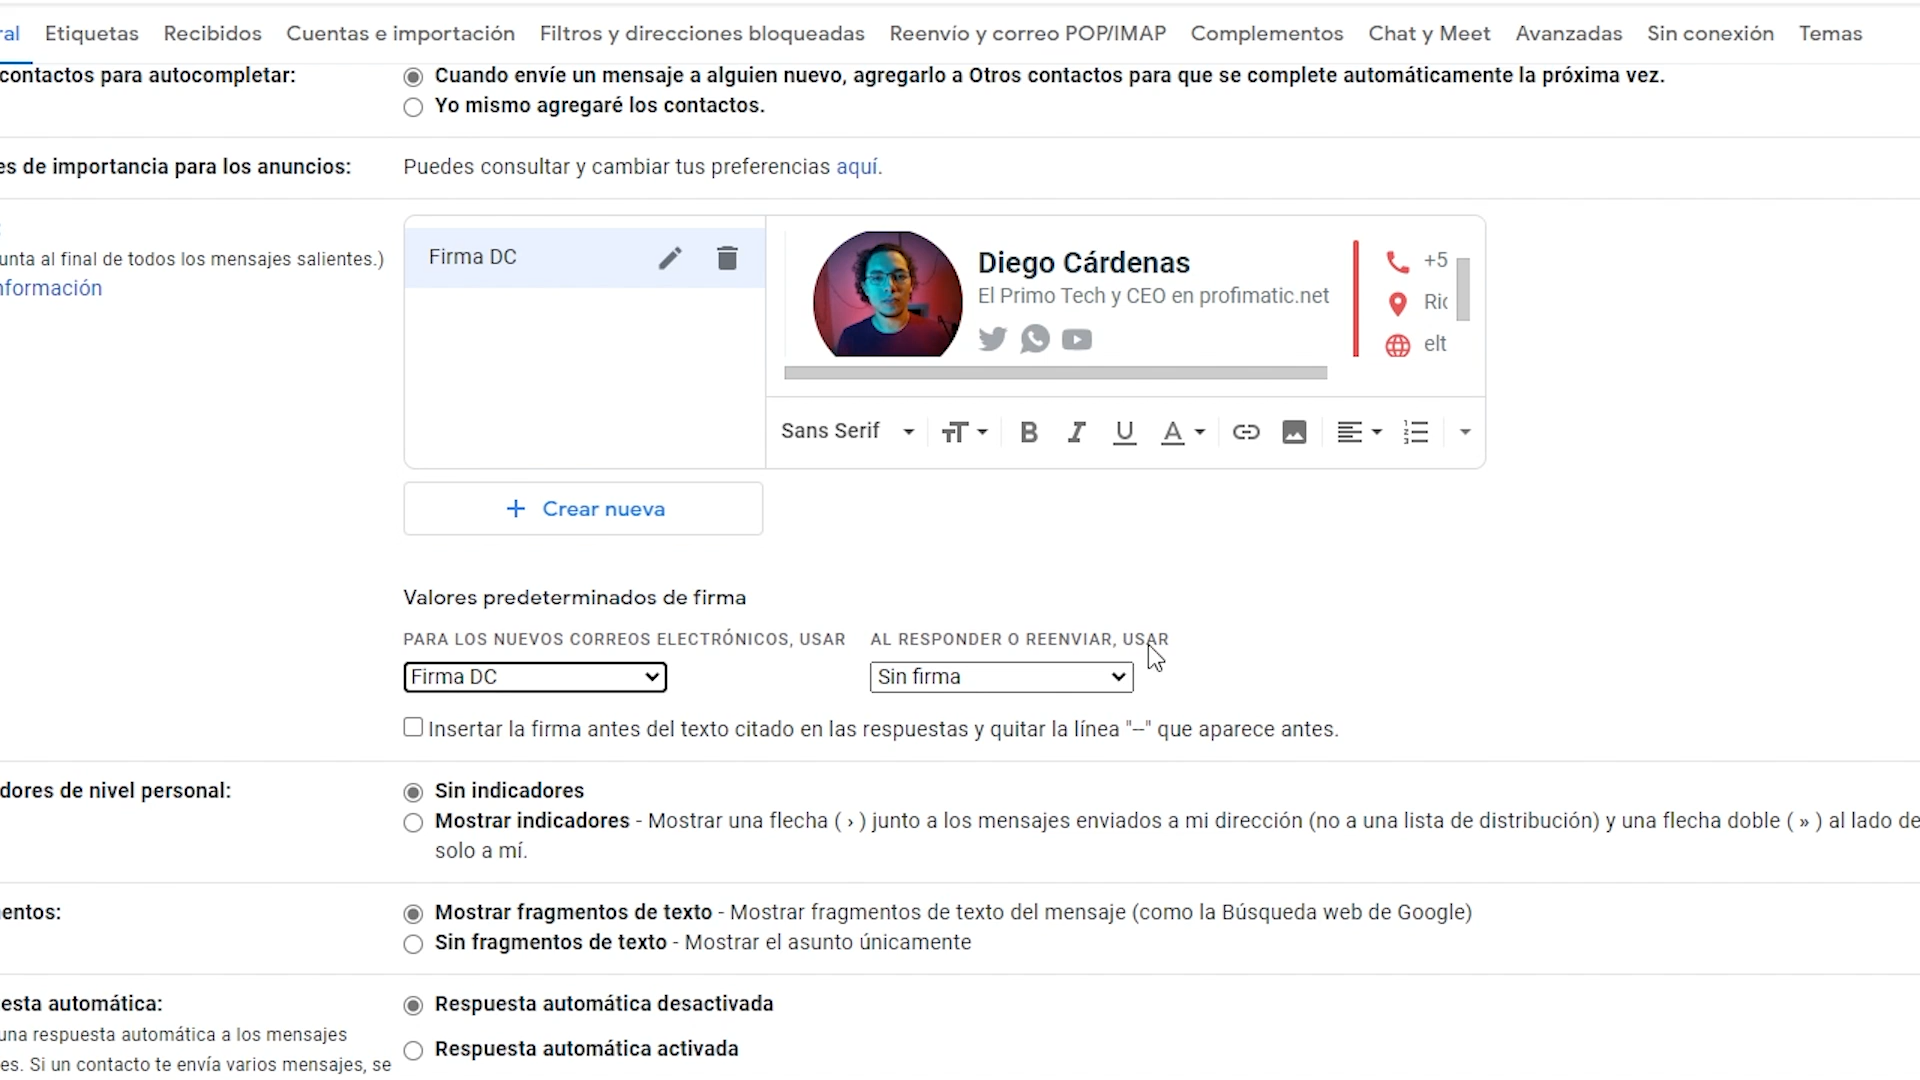 ral Etiquetas Recibidos Cuentas e importación Filtros y direcciones bloqueadas Reenvío y correo POP/IMAP Complementos Chat y Meet Avanzadas Sin conexión Temas
contactos para autocompletar:
Cuando envíe un mensaje a alguien nuevo, agregarlo a Otros contactos para que se complete automáticamente la próxima vez.
Yo mismo agregaré los contactos.
es de importancia para los anuncios:
Puedes consultar y cambiar tus preferencias aquí.
unta al final de todos los mensajes salientes.)
nformación
Firma DC
Diego Cárdenas
El Primo Tech y CEO en profimatic.net
+5
Ric
elt
Sans Serif
+ Crear nueva
Valores predeterminados de firma
PARA LOS NUEVOS CORREOS ELECTRÓNICOS, USAR
Firma DC
AL RESPONDER O REENVIAR, USAR
Sin firma
Insertar la firma antes del texto citado en las respuestas y quitar la línea "--" que aparece antes.
dores de nivel personal:
Sin indicadores
Mostrar indicadores - Mostrar una flecha ( › ) junto a los mensajes enviados a mi dirección (no a una lista de distribución) y una flecha doble ( » ) al lado de
solo a mí.
entos:
Mostrar fragmentos de texto - Mostrar fragmentos de texto del mensaje (como la Búsqueda web de Google)
Sin fragmentos de texto - Mostrar el asunto únicamente
esta automática:
una respuesta automática a los mensajes
es. Si un contacto te envía varios mensajes, se
Respuesta automática desactivada
Respuesta automática activada